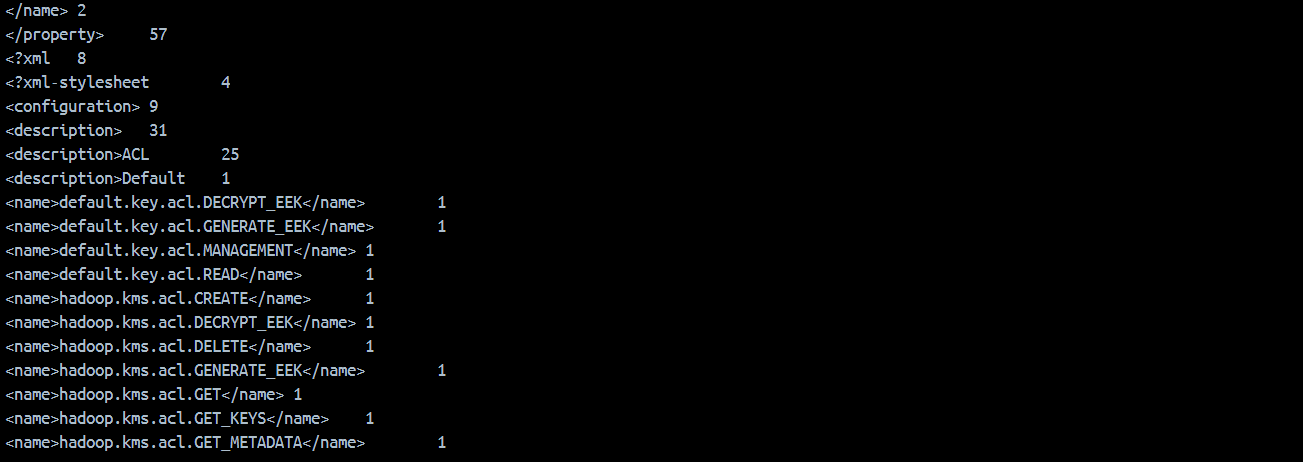 </name> 2
</property>	57
<?xml	8
<?xml-stylesheet	4
<configuration>	9
<description>	31
<description>ACL	25
<description>Default	1
<name>default.key.acl.DECRYPT_EEK</name>	1
<name>default.key.acl.GENERATE_EEK</name>	1
<name>default.key.acl.MANAGEMENT</name>	1
<name>default.key.acl.READ</name>	1
<name>hadoop.kms.acl.CREATE</name>	1
<name>hadoop.kms.acl.DECRYPT_EEK</name>	1
<name>hadoop.kms.acl.DELETE</name>	1
<name>hadoop.kms.acl.GENERATE_EEK</name>	1
<name>hadoop.kms.acl.GET</name>	1
<name>hadoop.kms.acl.GET_KEYS</name>	1
<name>hadoop.kms.acl.GET_METADATA</name>	1